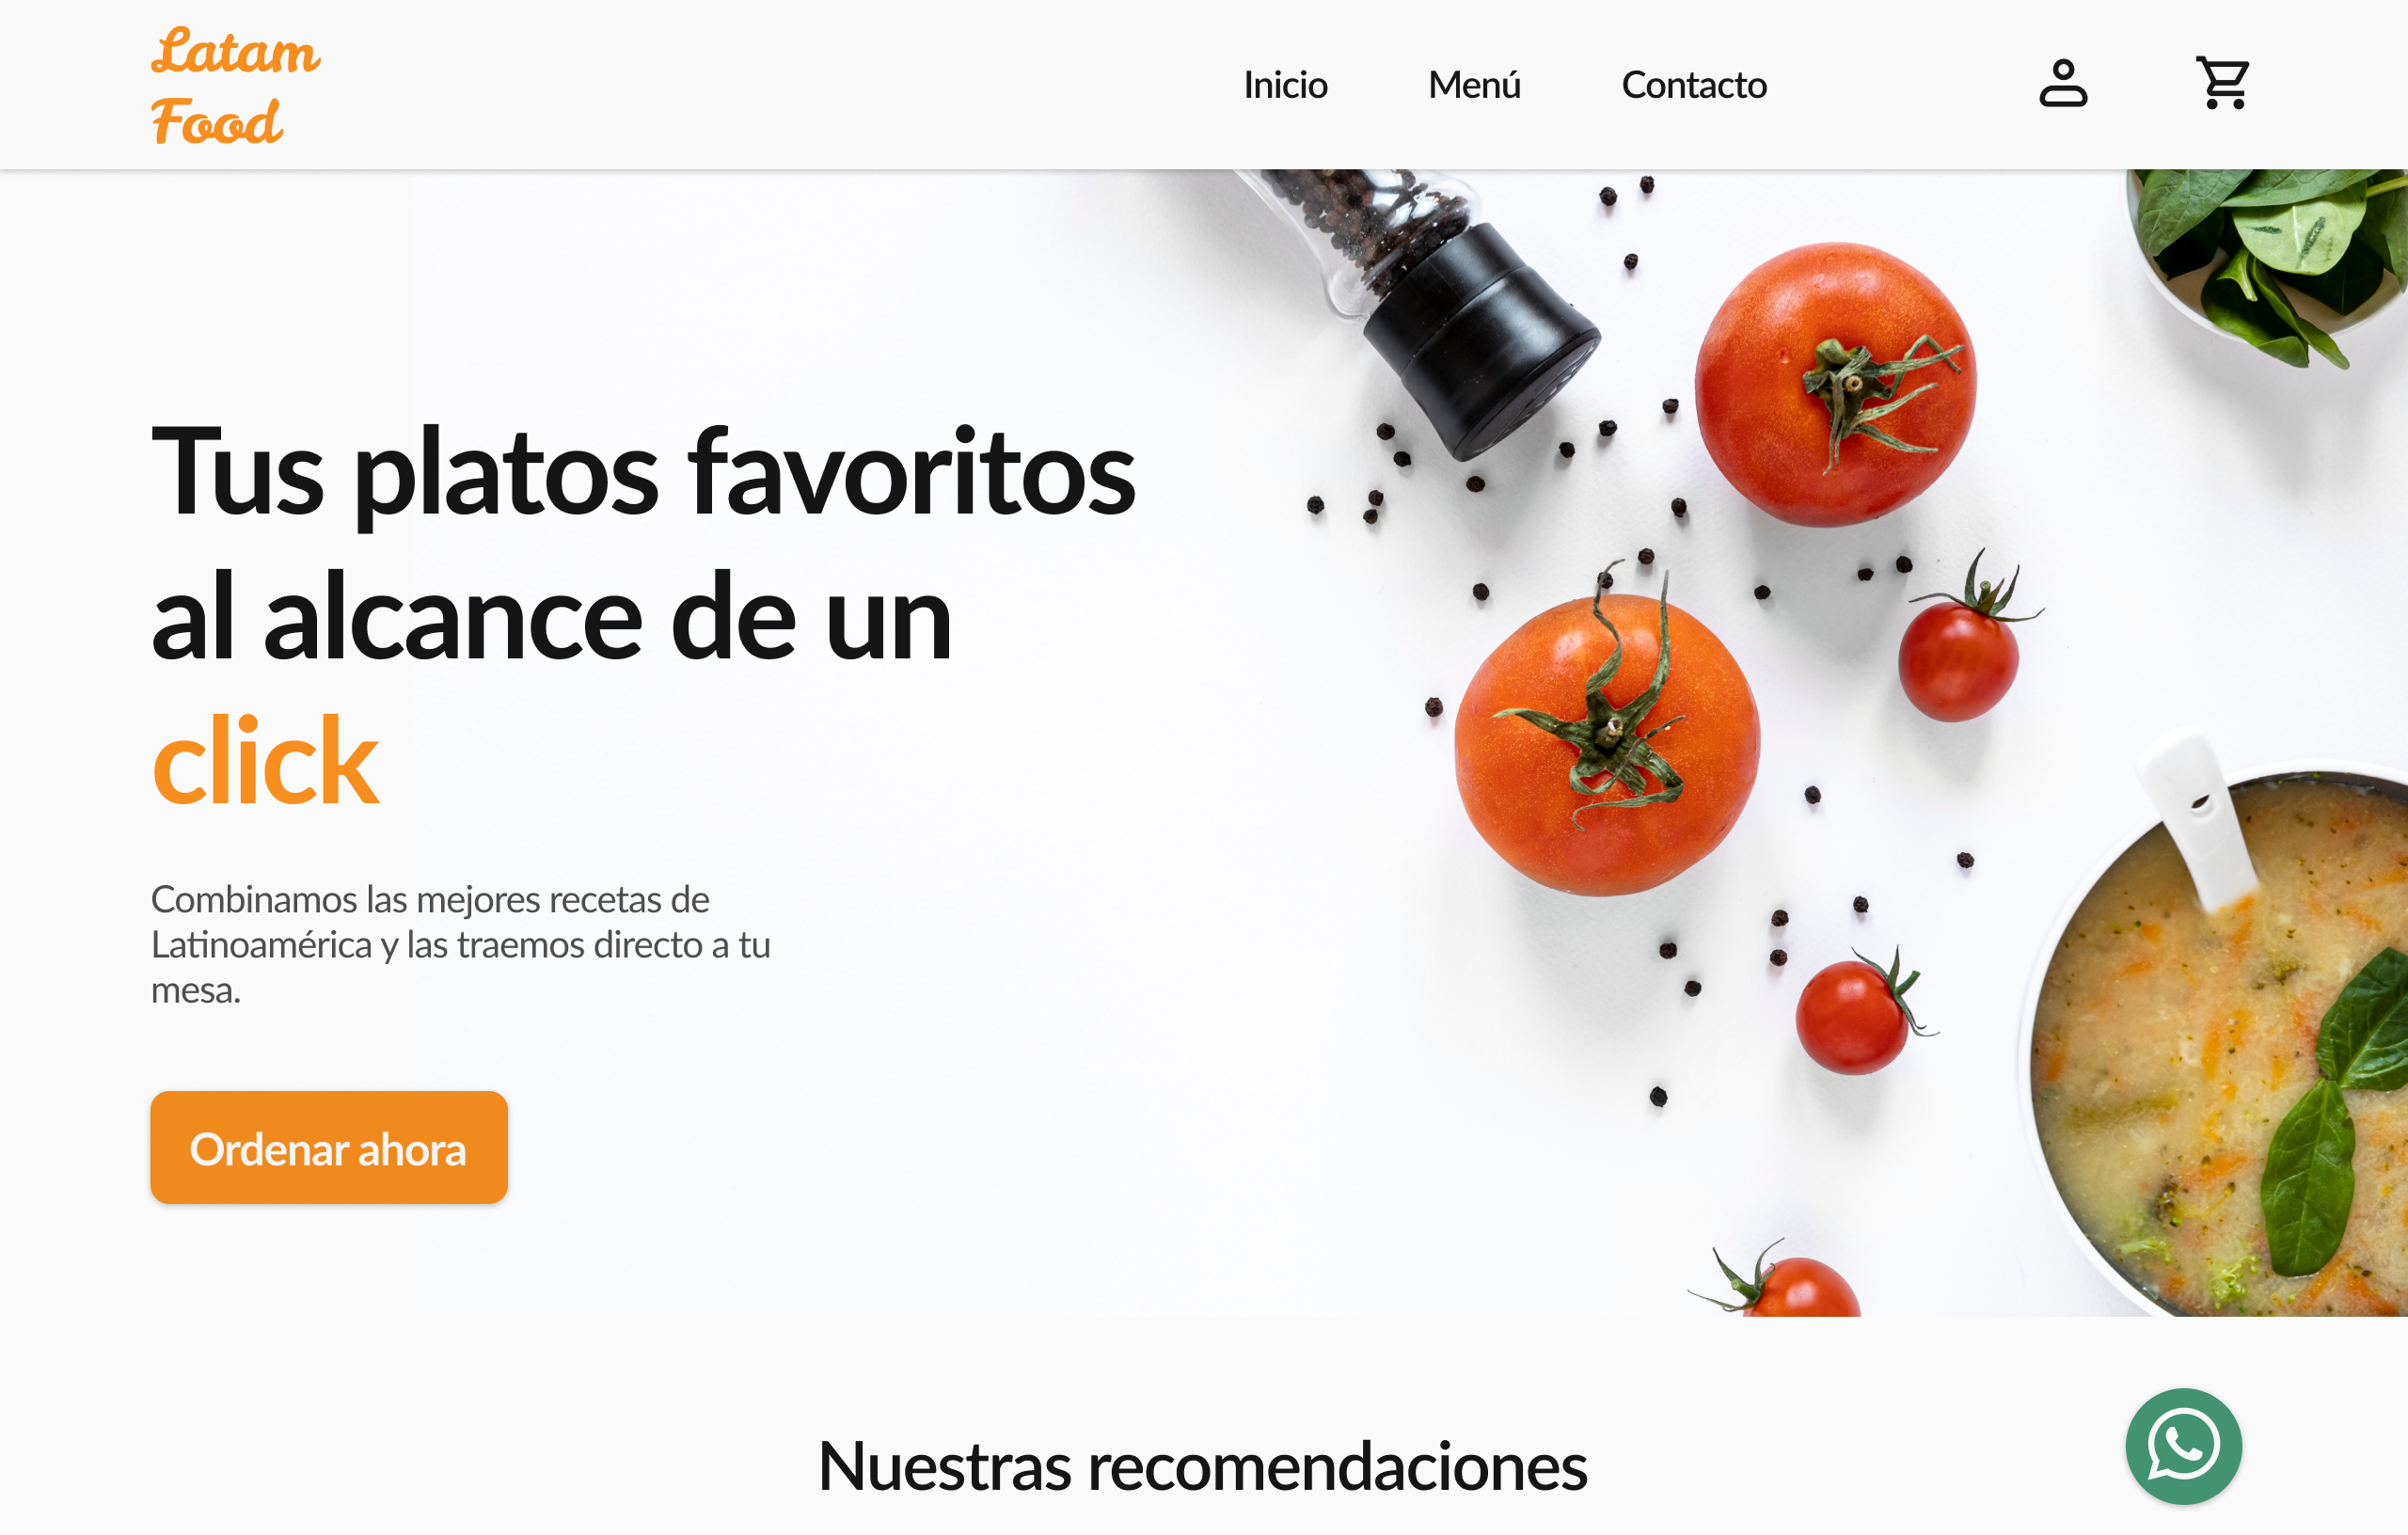 Latam
Food
Inicio
Menú
Contacto
Tus platos favoritos
al alcance de un
click
Combinamos las mejores recetas de
Latinoamérica y las traemos directo a tu
mesa.
Ordenar ahora
Nuestras recomendaciones